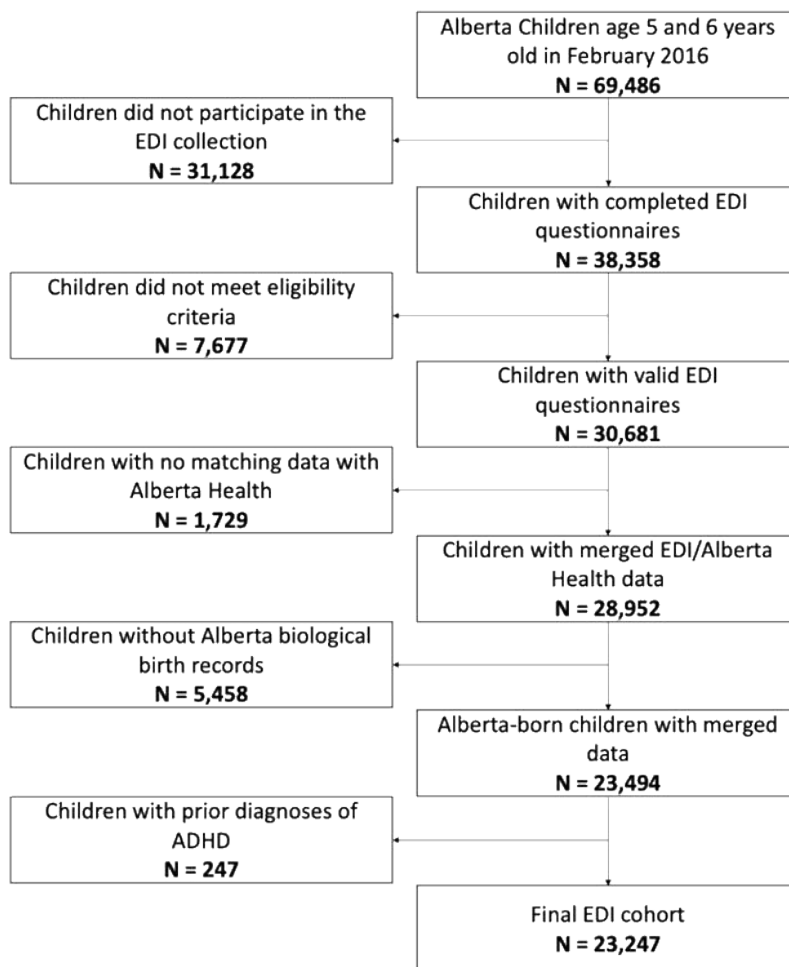 Alberta Children age 5 and 6 years
old in February 2016
N = 69,486
Children did not participate in the
EDI collection
N = 31,128
Children with completed EDI
questionnaires
N = 38,358
Children did not meet eligibility
criteria
N = 7,677
Children with valid EDI
questionnaires
N = 30,681
Children with no matching data with
Alberta Health
N = 1,729
Children with merged EDI/Alberta
Health data
N = 28,952
Children without Alberta biological
birth records
N = 5,458
Alberta-born children with merged
data
N = 23,494
Children with prior diagnoses of
ADHD
N = 247
Final EDI cohort
N = 23,247